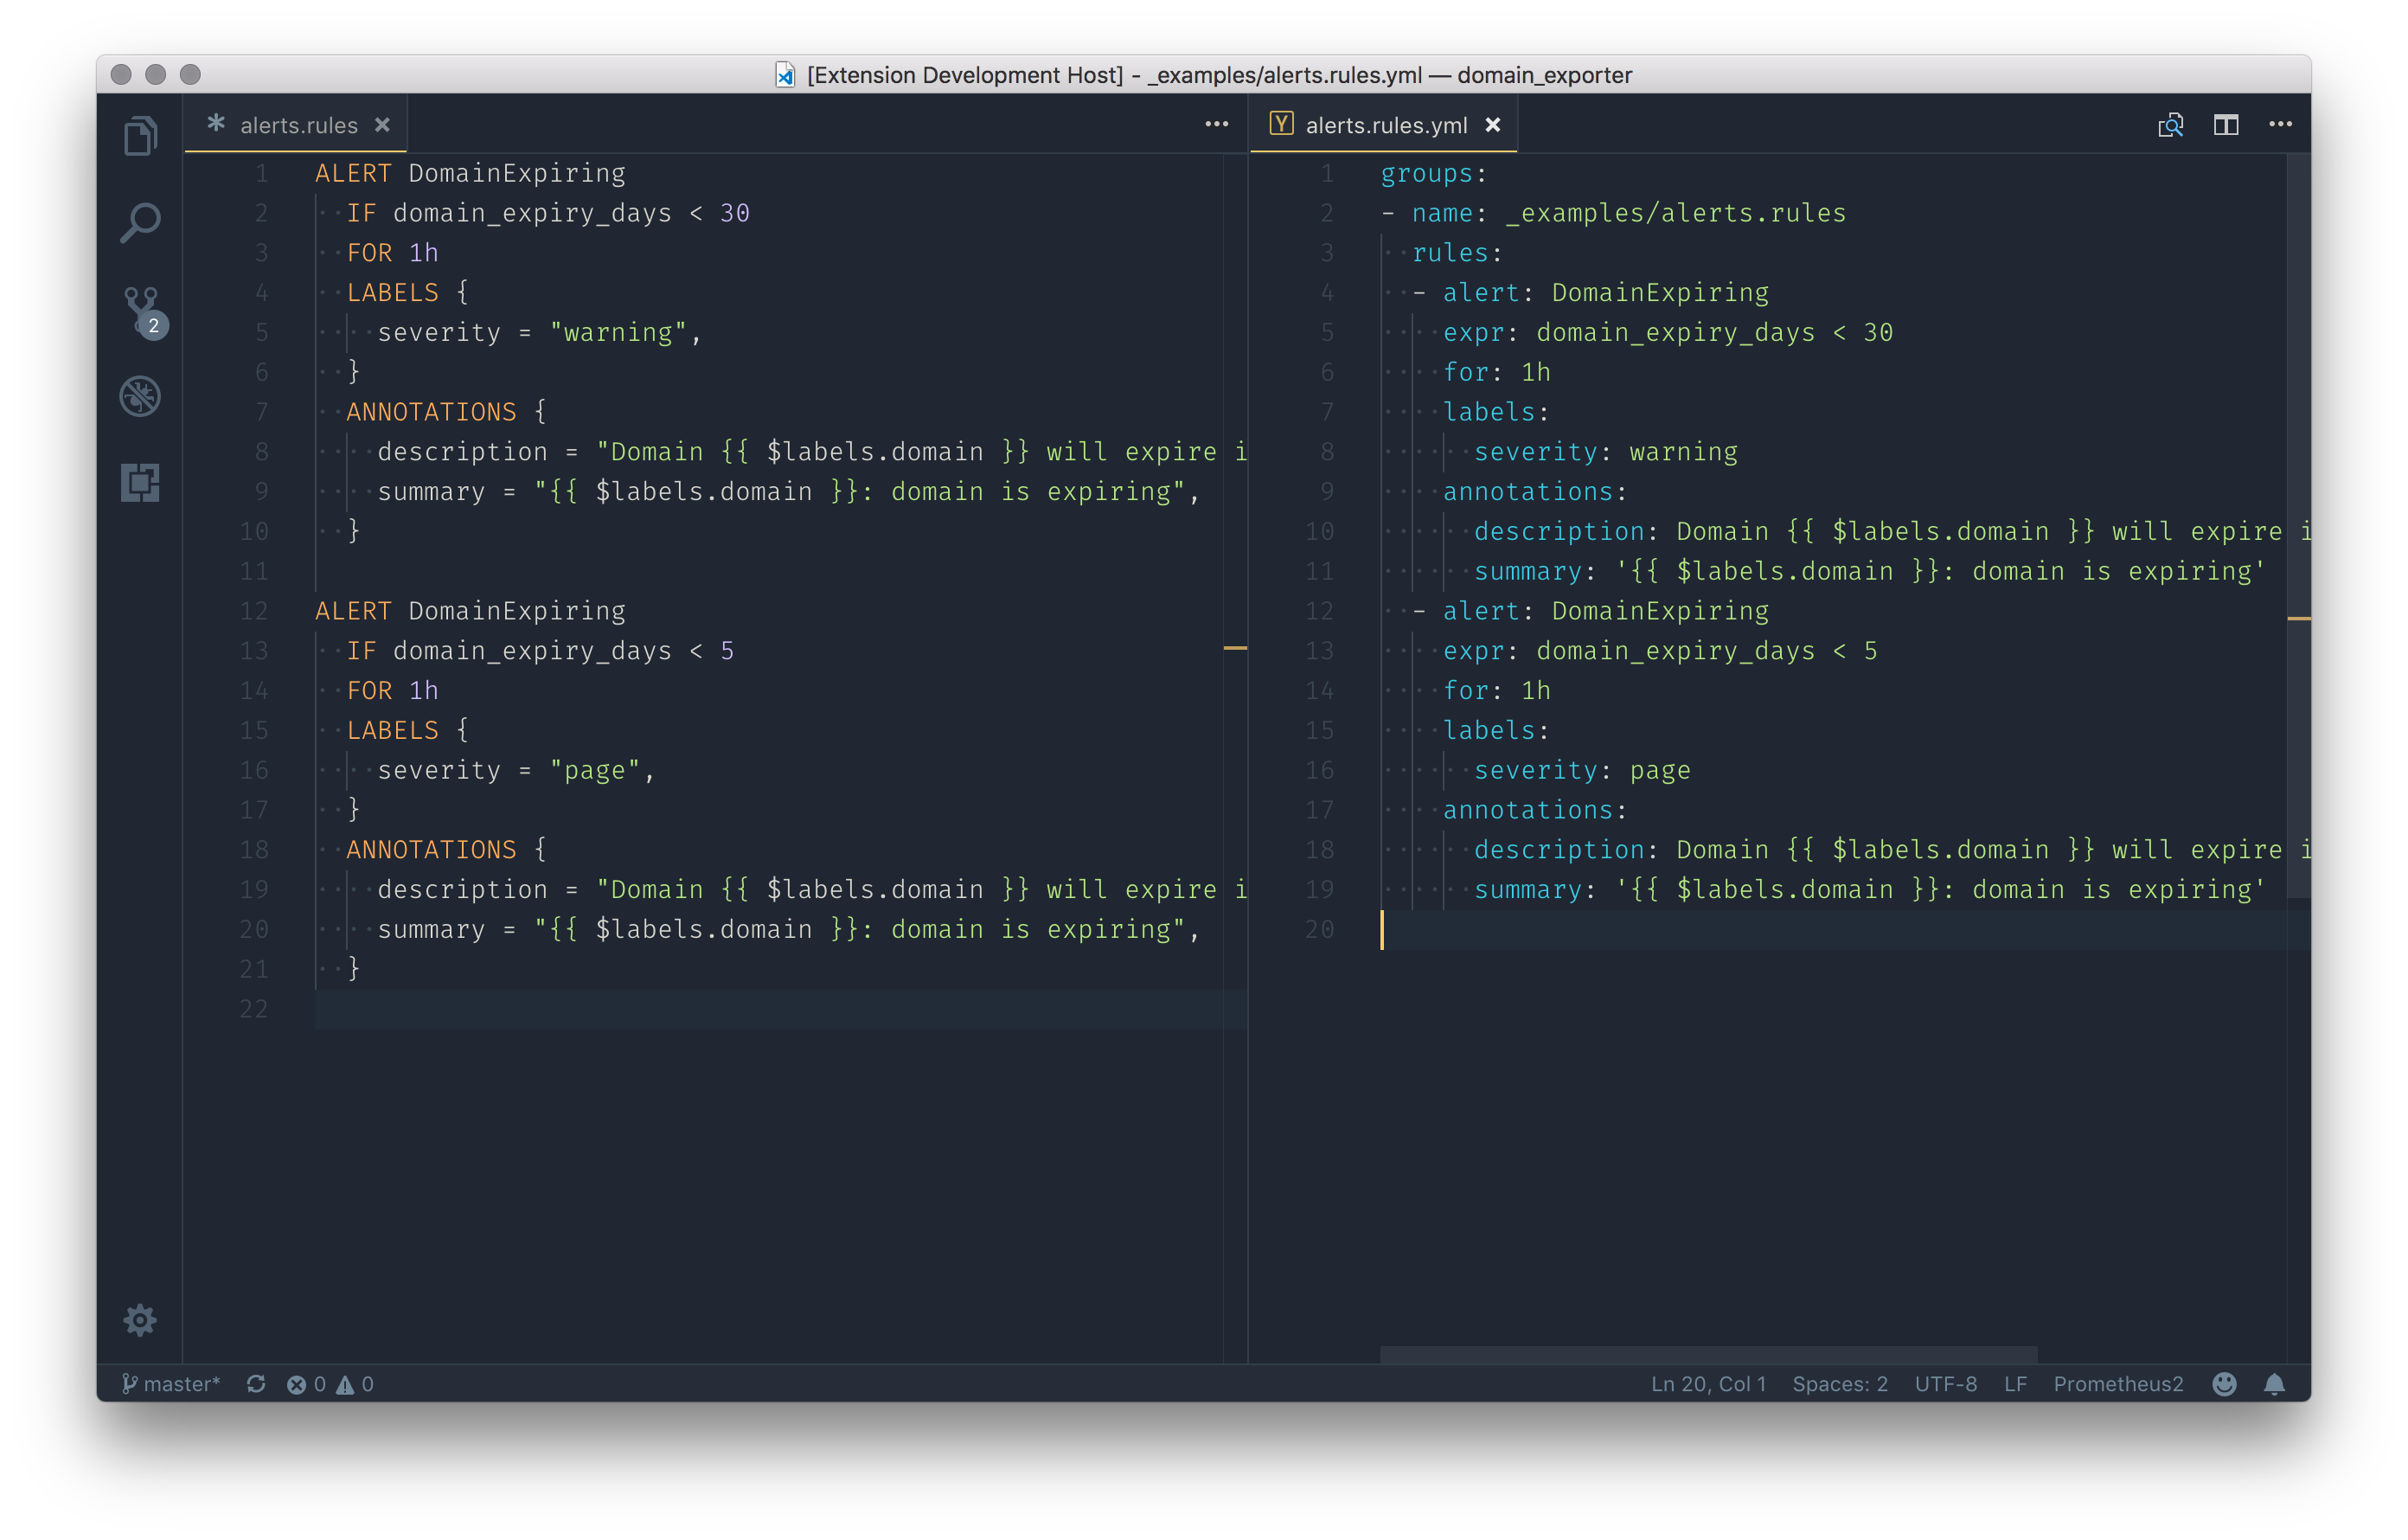 [Extension Development Host] - _examples/alerts.rules.yml — domain_exporter
alerts.rules
1 ALERT DomainExpiring
2 IF domain_expiry_days < 30
3 FOR 1h
4 LABELS {
5 severity = "warning",
6 }
7 ANNOTATIONS {
8 description = "Domain {{ $labels.domain }} will expire i
9 summary = "{{ $labels.domain }}: domain is expiring",
10 }
11
12 ALERT DomainExpiring
13 IF domain_expiry_days < 5
14 FOR 1h
15 LABELS {
16 severity = "page",
17 }
18 ANNOTATIONS {
19 description = "Domain {{ $labels.domain }} will expire i
20 summary = "{{ $labels.domain }}: domain is expiring",
21 }
22
Y alerts.rules.yml
1 groups:
2 - name: _examples/alerts.rules
3 rules:
4 - alert: DomainExpiring
5 expr: domain_expiry_days < 30
6 for: 1h
7 labels:
8 severity: warning
9 annotations:
10 description: Domain {{ $labels.domain }} will expire i
11 summary: '{{ $labels.domain }}: domain is expiring'
12 - alert: DomainExpiring
13 expr: domain_expiry_days < 5
14 for: 1h
15 labels:
16 severity: page
17 annotations:
18 description: Domain {{ $labels.domain }} will expire i
19 summary: '{{ $labels.domain }}: domain is expiring'
20
2
master* 0 0 Ln 20, Col 1 Spaces: 2 UTF-8 LF Prometheus2